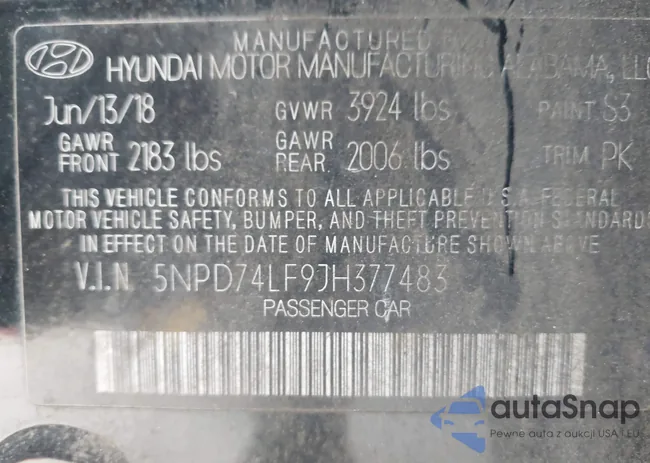 MANUFACTURED BY
HYUNDAI MOTOR MANUFACTURING ALABAMA, LLC
Jun/13/18 GVWR 3924 lbs PAINT S3
GAWR FRONT 2183 lbs GAWR REAR 2006 lbs TRIM PK
THIS VEHICLE CONFORMS TO ALL APPLICABLE U.S.A. FEDERAL
MOTOR VEHICLE SAFETY, BUMPER, AND THEFT PREVENTION STANDARDS
IN EFFECT ON THE DATE OF MANUFACTURE SHOWN ABOVE
V.I.N 5NPD74LF9JH377483
PASSENGER CAR
autaSnap
Pewne auta z aukcji USA i EU